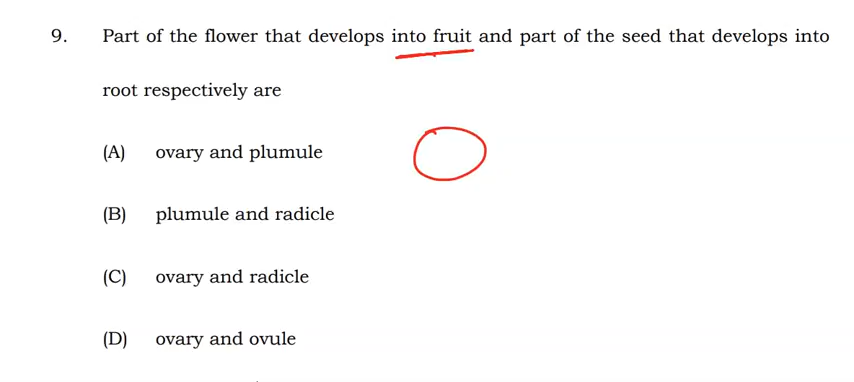 9. Part of the flower that develops into fruit and part of the seed that develops into
root respectively are
(A) ovary and plumule
(B) plumule and radicle
(C) ovary and radicle
(D) ovary and ovule